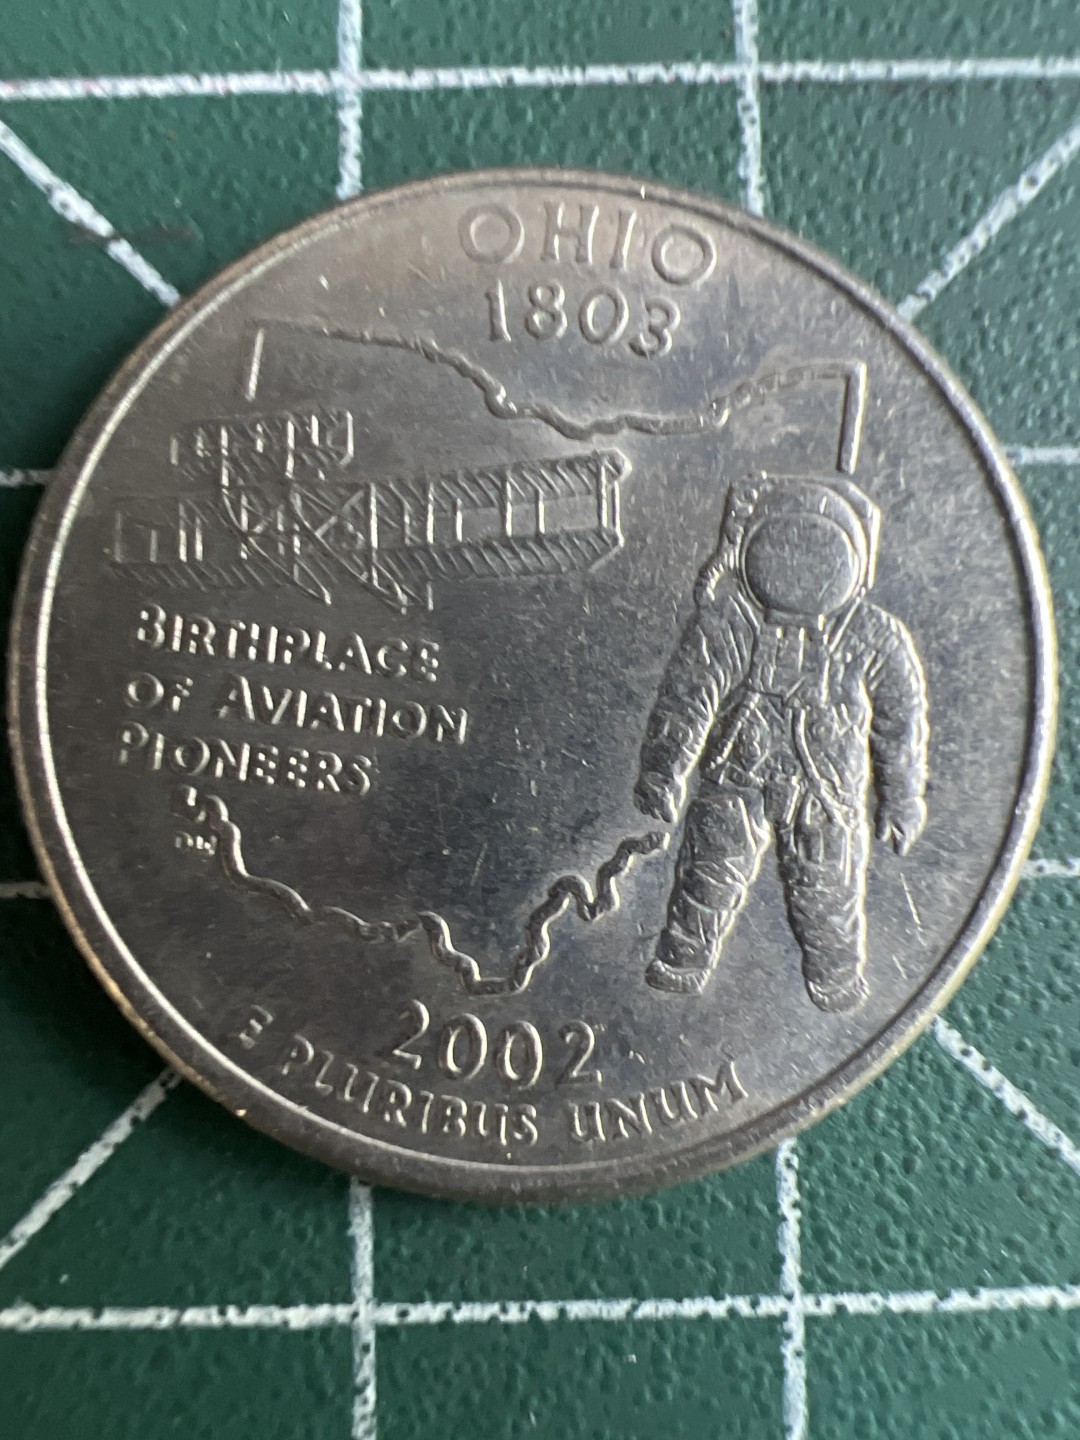 OHIO
1803
BIRTHPLACE
OF AVIATION
PIONEERS
2002
E PLURIBUS UNUM